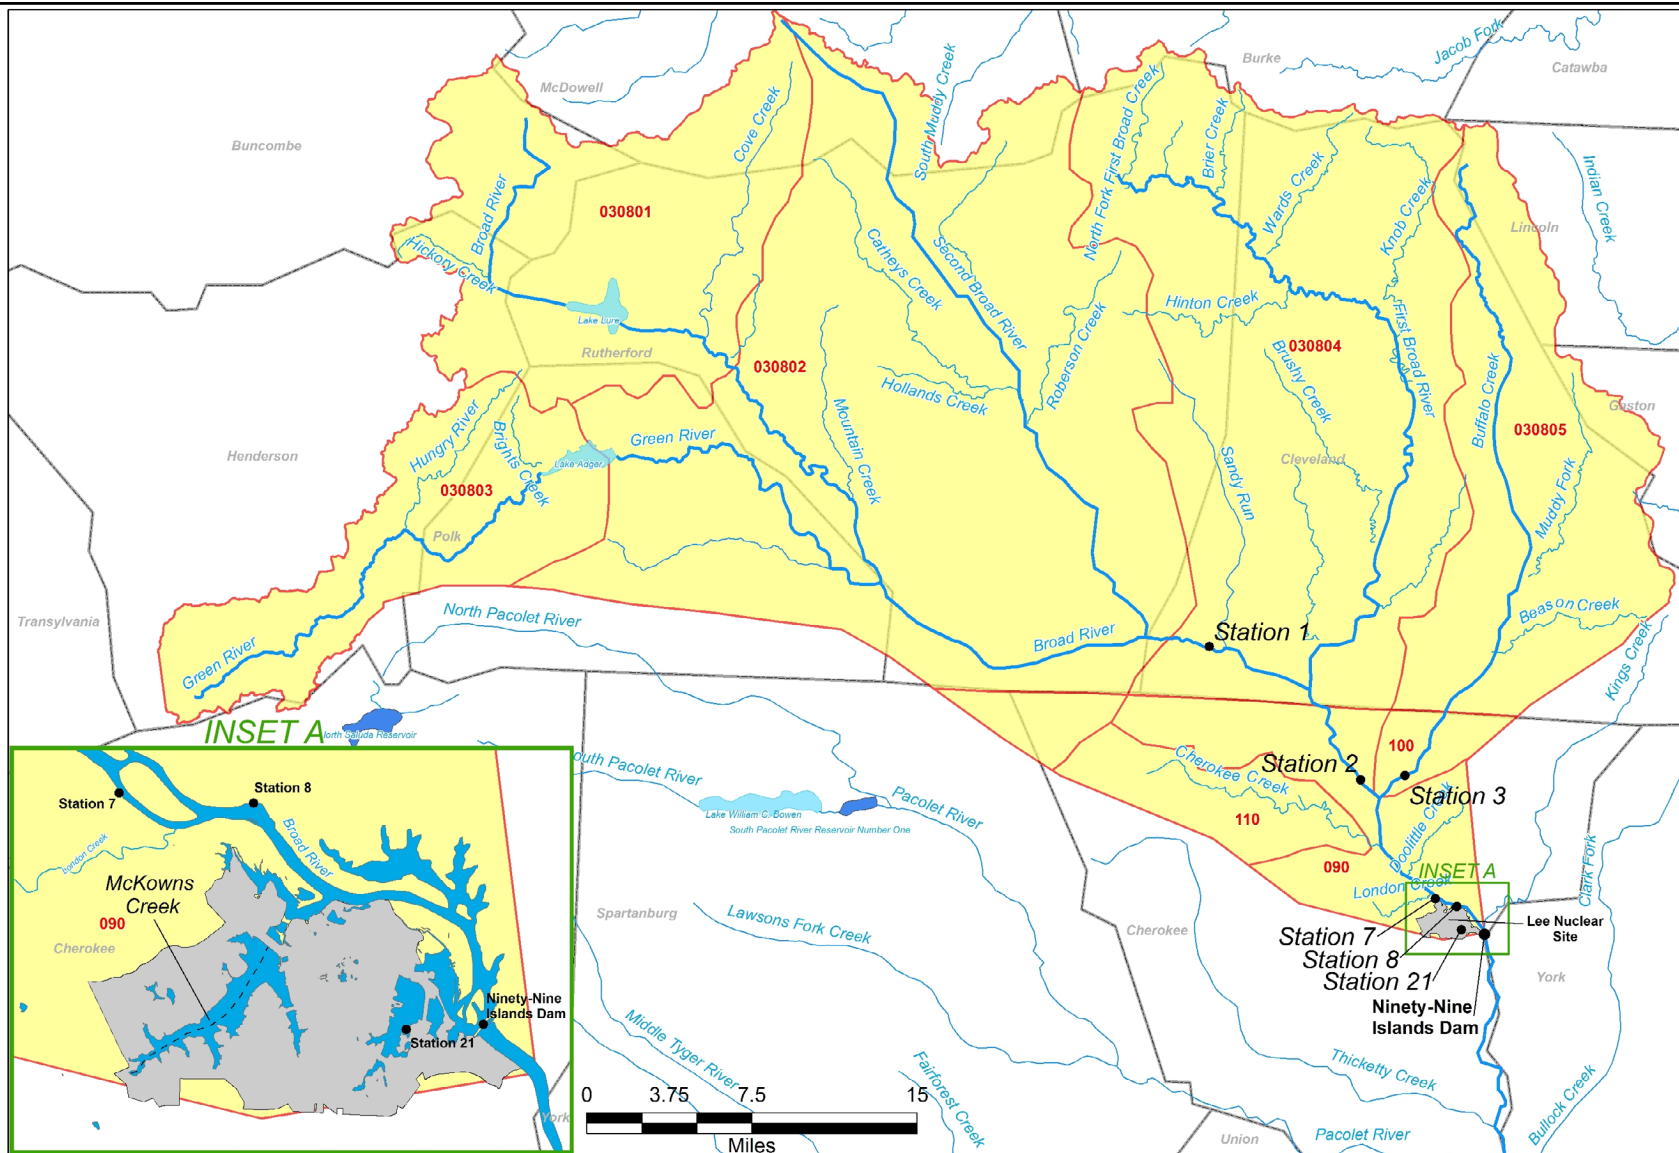 Burke
Jacob Fork
Catawba
McDowell
South Muddy Creek
Cove Creek
North Fork First Broad Creek
Brier Creek
Buncombe
Indian Creek
Wards Creek
Knob Creek
Broad River
030801
Lincoln
Hickory Creek
Catheys Creek
Second Broad River
Hinton Creek
Lake Lure
Rutherford
Roberson Creek
First Broad River
030804
030802
Brushy Creek
Buffalo Creek
Hollands Creek
Gaston
Hungry River
Brights Creek
Green River
Mountain Creek
030805
Henderson
Lake Adger
Cleveland
Sandy Run
Muddy Fork
030803
Polk
Transylvania
North Pacolet River
Beason Creek
Broad River
Station 1
Kings Creek
Green River
INSET A
orth Saluda Reservoir
100
outh Pacolet River
Cherokee Creek
Station 2
Station 3
Pacolet River
Lake William C. Bowen
South Pacolet River Reservoir Number One
110
Doolittle Creek
090
INSET A
London Creek
Clark Fork
Spartanburg
Lawsons Fork Creek
Cherokee
Lee Nuclear
Site
Station 7
Station 8
Station 21
York
Ninety-Nine
Islands Dam
Middle Tyger River
Fairforest Creek
Thicketty Creek
Bullock Creek
Union
Pacolet River
Station 7
Station 8
Broad River
London Creek
McKowns
Creek
090
Cherokee
Ninety-Nine
Islands Dam
Station 21
York
0 3.75 7.5 15
Miles